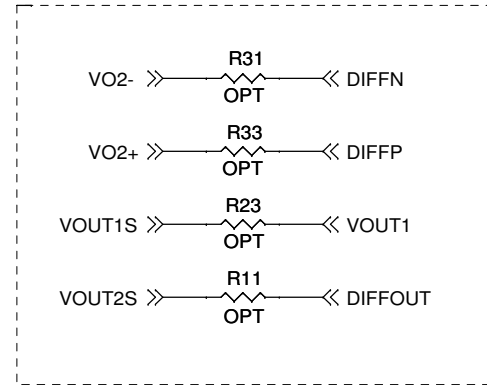 R31
VO2- DIFFN
OPT
R33
VO2+ DIFFP
OPT
R23
VOUT1S VOUT1
OPT
R11
VOUT2S DIFFOUT
OPT